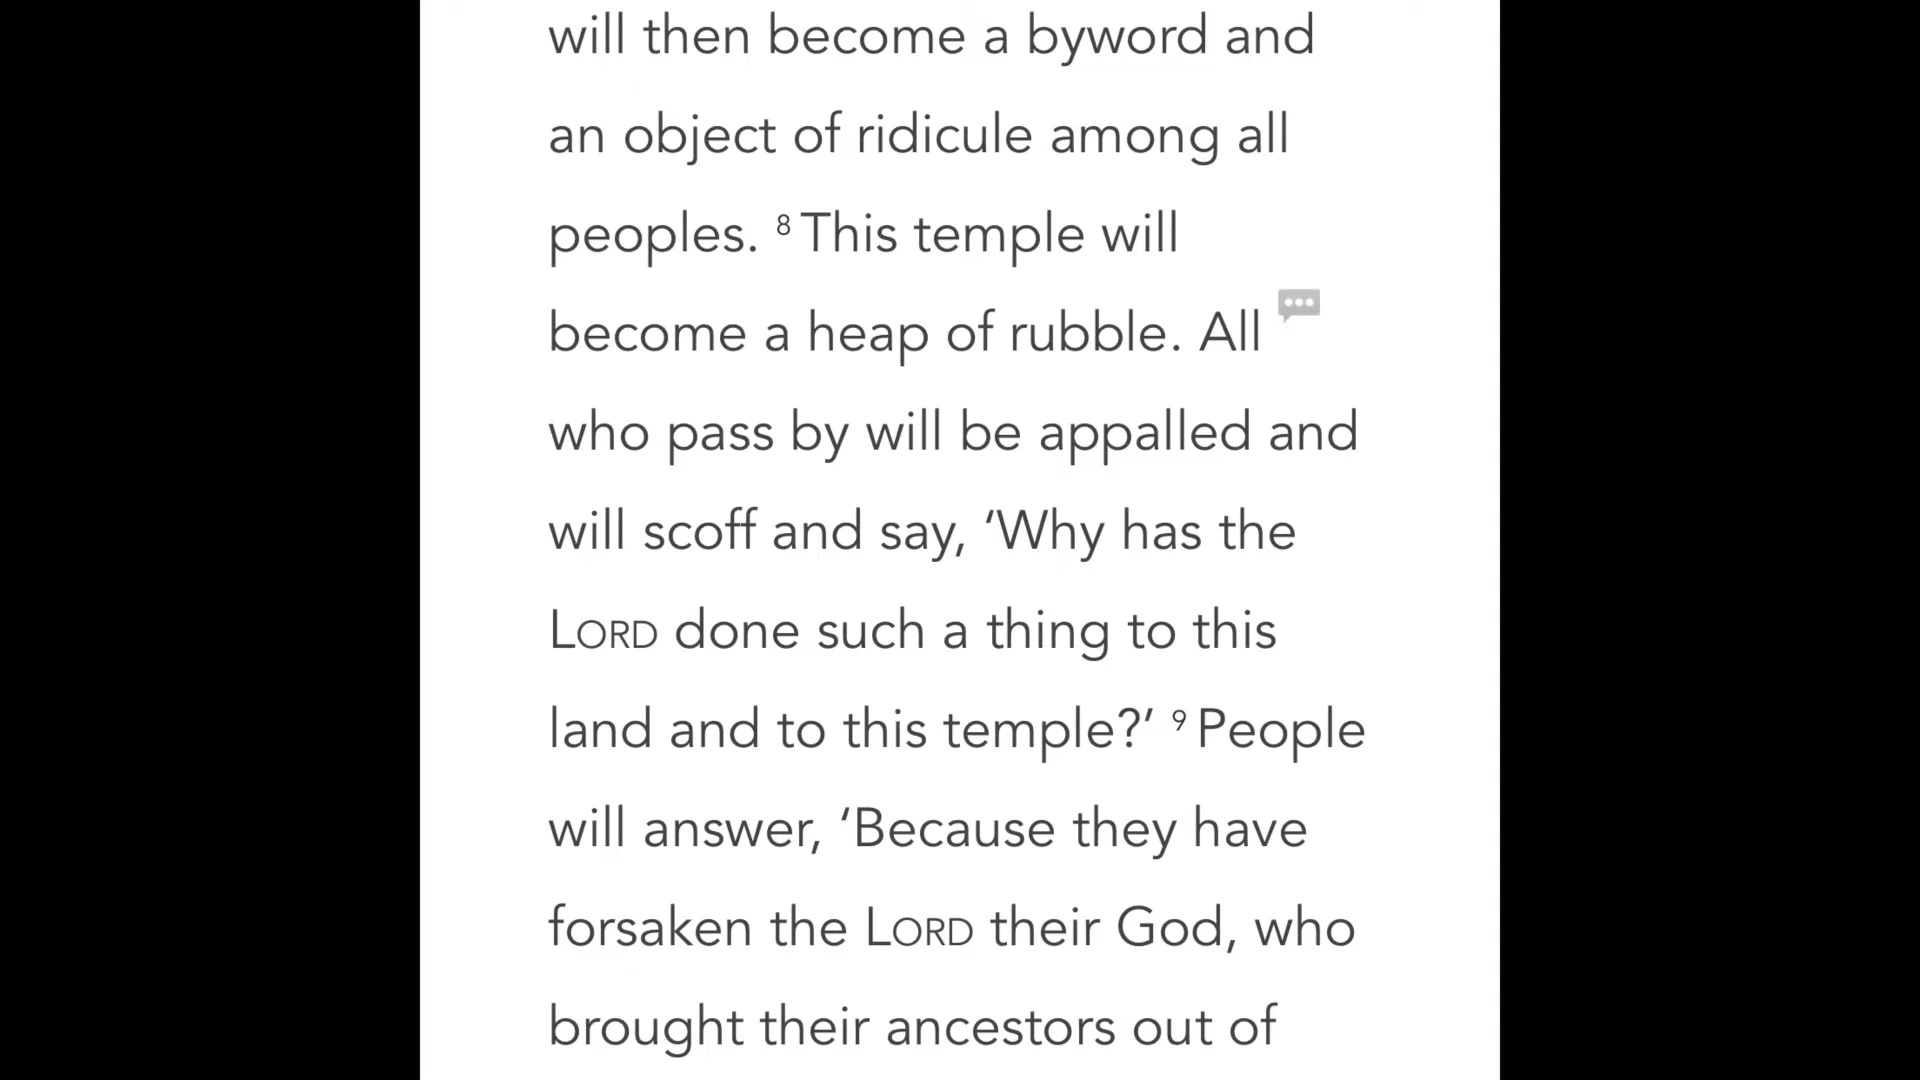 will then become a byword and
an object of ridicule among all
peoples. 8 This temple will
become a heap of rubble. All
who pass by will be appalled and
will scoff and say, ‘Why has the
LORD done such a thing to this
land and to this temple?’ 9 People
will answer, ‘Because they have
forsaken the LORD their God, who
brought their ancestors out of